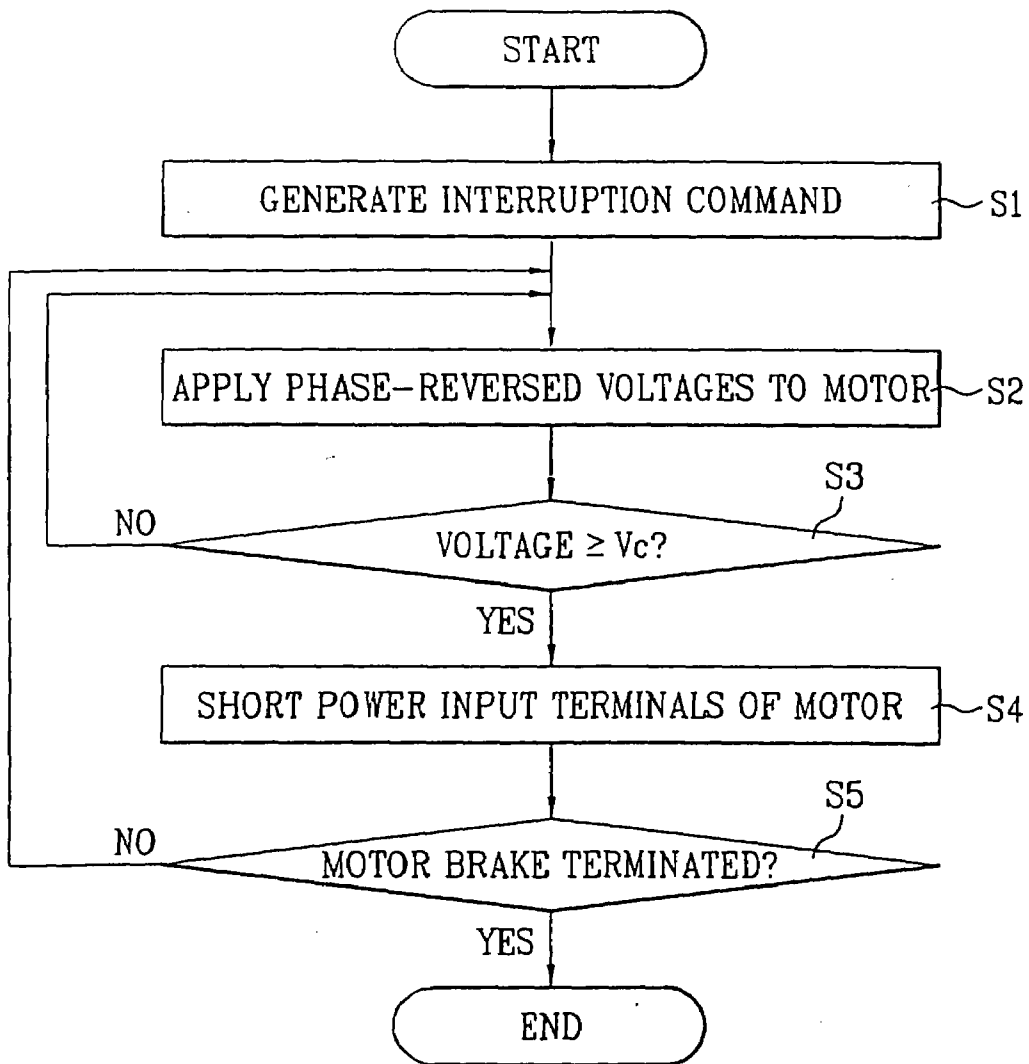 START
GENERATE INTERRUPTION COMMAND
S1
APPLY PHASE-REVERSED VOLTAGES TO MOTOR
S2
S3
NO
VOLTAGE ≥ Vc?
YES
SHORT POWER INPUT TERMINALS OF MOTOR
S4
S5
NO
MOTOR BRAKE TERMINATED?
YES
END